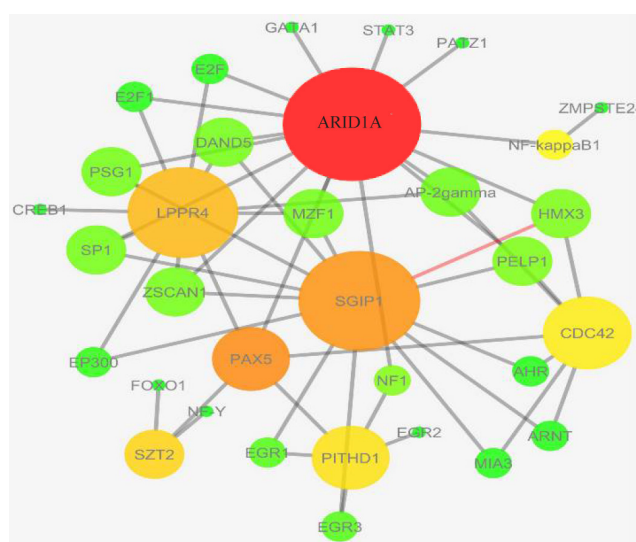 GATA1
STAT3
PATZ1
E2F
E2F1
ARID1A
ZMPSTE24
DAND5
NF-kappaB1
PSG1
AP-2gamma
CREB1
LPPR4
MZF1
HMX3
SP1
PELP1
ZSCAN1
SGIP1
CDC42
EP300
PAX5
AHR
FOXO1
NF1
NF-Y
EGR2
ARNT
SZT2
EGR1
PITHD1
MIA3
EGR3